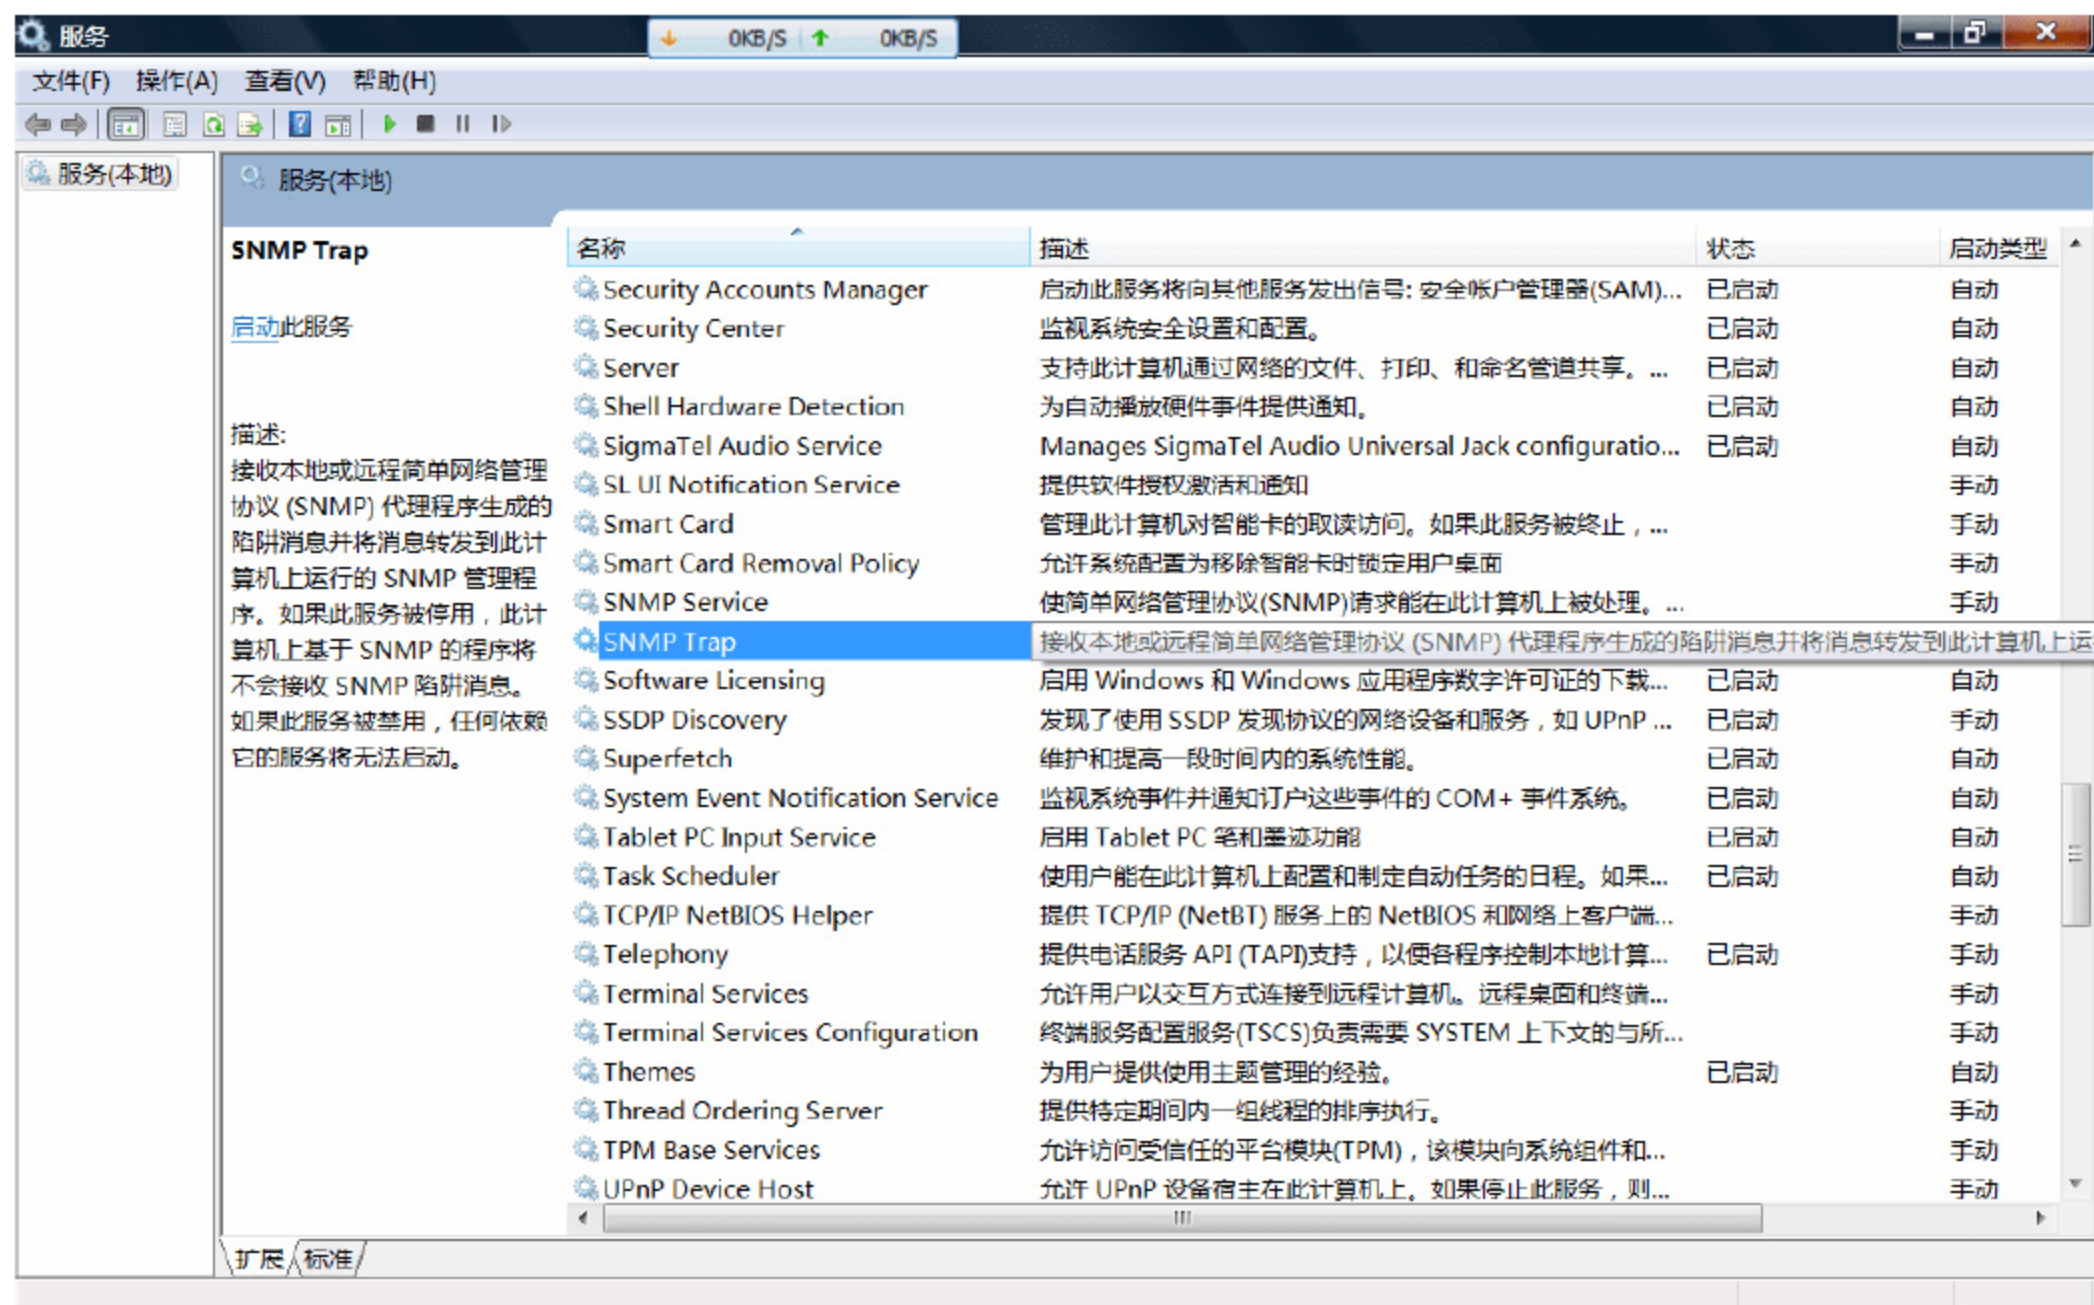 服务
0KB/S 0KB/S
文件(F) 操作(A) 查看(V) 帮助(H)
服务(本地)
服务(本地)
SNMP Trap
启动此服务
描述:
接收本地或远程简单网络管理
协议 (SNMP) 代理程序生成的
陷阱消息并将消息转发到此计
算机上运行的 SNMP 管理程
序。如果此服务被停用，此计
算机上基于 SNMP 的程序将
不会接收 SNMP 陷阱消息。
如果此服务被禁用，任何依赖
它的服务将无法启动。
名称 描述 状态 启动类型
Security Accounts Manager 启动此服务将向其他服务发出信号: 安全帐户管理器(SAM)... 已启动 自动
Security Center 监视系统安全设置和配置。 已启动 自动
Server 支持此计算机通过网络的文件、打印、和命名管道共享。... 已启动 自动
Shell Hardware Detection 为自动播放硬件事件提供通知。 已启动 自动
SigmaTel Audio Service Manages SigmaTel Audio Universal Jack configuratio... 已启动 自动
SL UI Notification Service 提供软件授权激活和通知 手动
Smart Card 管理此计算机对智能卡的取读访问。如果此服务被终止，... 手动
Smart Card Removal Policy 允许系统配置为移除智能卡时锁定用户桌面 手动
SNMP Service 使简单网络管理协议(SNMP)请求能在此计算机上被处理。... 手动
SNMP Trap 接收本地或远程简单网络管理协议 (SNMP) 代理程序生成的陷阱消息并将消息转发到此计算机上运
Software Licensing 启用 Windows 和 Windows 应用程序数字许可证的下载... 已启动 自动
SSDP Discovery 发现了使用 SSDP 发现协议的网络设备和服务，如 UPnP ... 已启动 手动
Superfetch 维护和提高一段时间内的系统性能。 已启动 自动
System Event Notification Service 监视系统事件并通知订户这些事件的 COM+ 事件系统。 已启动 自动
Tablet PC Input Service 启用 Tablet PC 笔和墨迹功能 已启动 自动
Task Scheduler 使用户能在此计算机上配置和制定自动任务的日程。如果... 已启动 自动
TCP/IP NetBIOS Helper 提供 TCP/IP (NetBT) 服务上的 NetBIOS 和网络上客户端... 手动
Telephony 提供电话服务 API (TAPI)支持，以便各程序控制本地计算... 已启动 手动
Terminal Services 允许用户以交互方式连接到远程计算机。远程桌面和终端... 手动
Terminal Services Configuration 终端服务配置服务(TSCS)负责需要 SYSTEM 上下文的与所... 手动
Themes 为用户提供使用主题管理的经验。 已启动 自动
Thread Ordering Server 提供特定期间内一组线程的排序执行。 手动
TPM Base Services 允许访问受信任的平台模块(TPM)，该模块向系统组件和... 手动
UPnP Device Host 允许 UPnP 设备宿主在此计算机上。如果停止此服务，则... 手动
扩展 标准